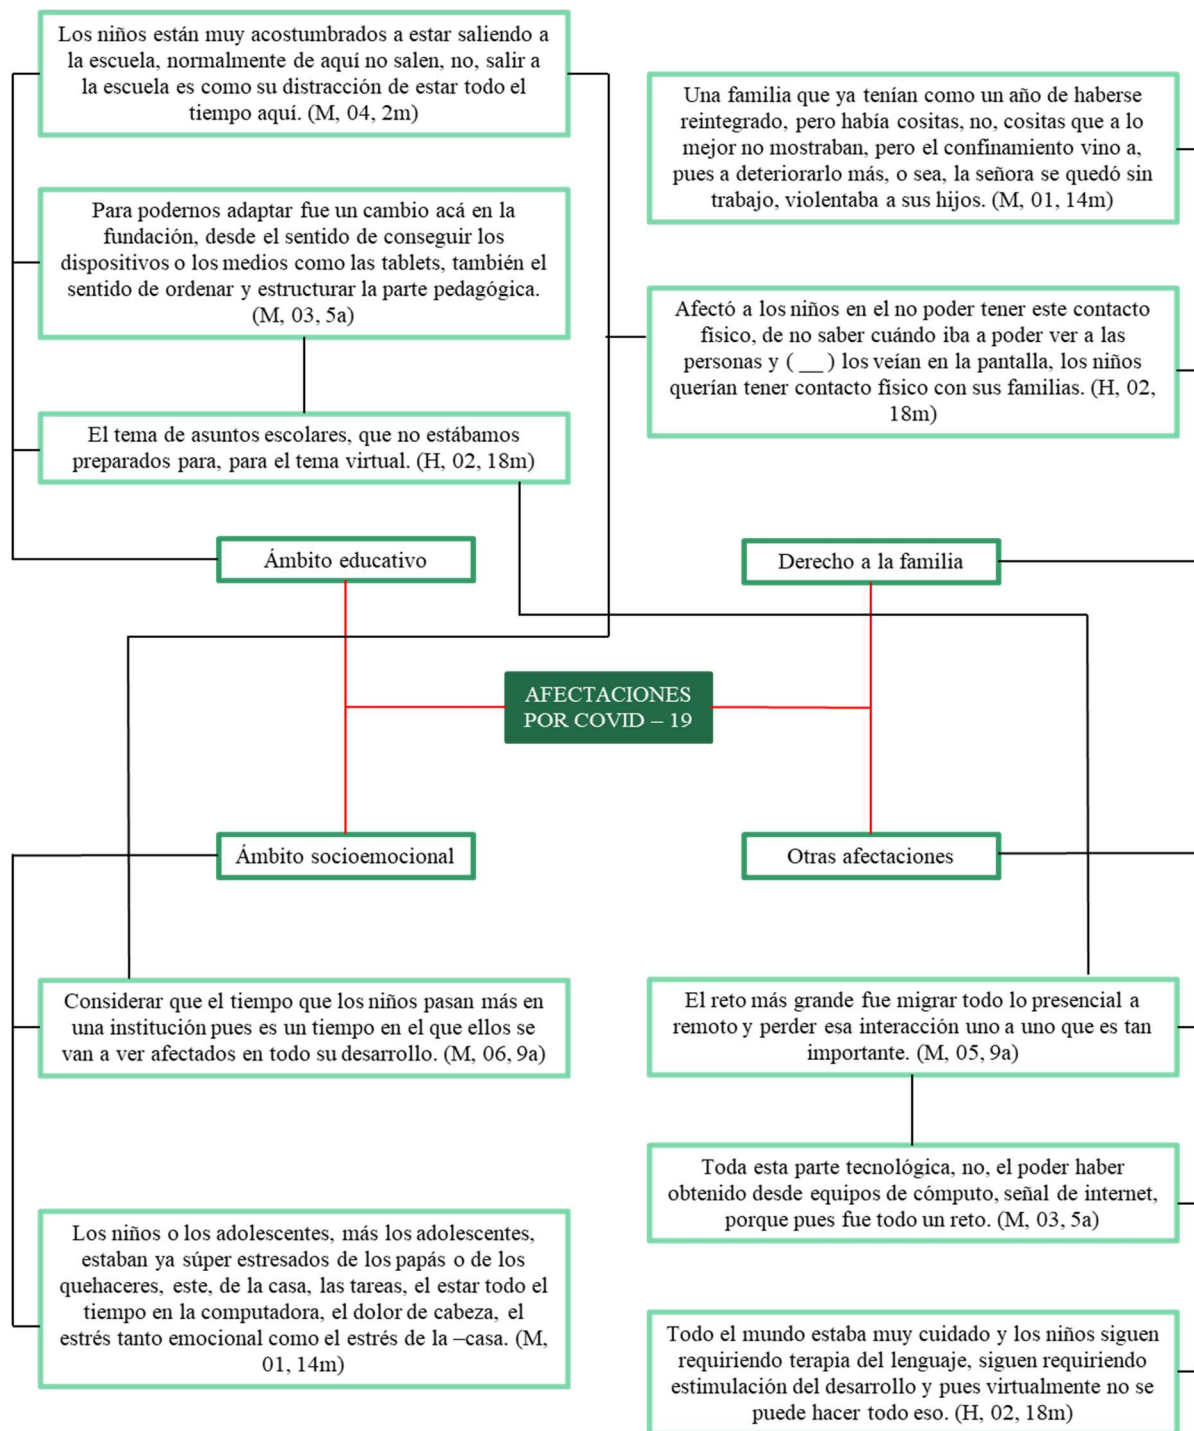 Los niños están muy acostumbrados a estar saliendo a
la escuela, normalmente de aquí no salen, no, salir a
la escuela es como su distracción de estar todo el
tiempo aquí. (M, 04, 2m)
Para podernos adaptar fue un cambio acá en la
fundación, desde el sentido de conseguir los
dispositivos o los medios como las tablets, también el
sentido de ordenar y estructurar la parte pedagógica.
(M, 03, 5a)
El tema de asuntos escolares, que no estábamos
preparados para, para el tema virtual. (H, 02, 18m)
Ámbito educativo
Una familia que ya tenían como un año de haberse
reintegrado, pero había cositas, no, cositas que a lo
mejor no mostraban, pero el confinamiento vino a,
pues a deteriorarlo más, o sea, la señora se quedó sin
trabajo, violentaba a sus hijos. (M, 01, 14m)
Afectó a los niños en el no poder tener este contacto
físico, de no saber cuándo iba a poder ver a las
personas y ( __ ) los veían en la pantalla, los niños
querían tener contacto físico con sus familias. (H, 02,
18m)
Derecho a la familia
AFECTACIONES
POR COVID – 19
Ámbito socioemocional
Considerar que el tiempo que los niños pasan más en
una institución pues es un tiempo en el que ellos se
van a ver afectados en todo su desarrollo. (M, 06, 9a)
Los niños o los adolescentes, más los adolescentes,
estaban ya súper estresados de los papás o de los
quehaceres, este, de la casa, las tareas, el estar todo el
tiempo en la computadora, el dolor de cabeza, el
estrés tanto emocional como el estrés de la –casa. (M,
01, 14m)
Otras afectaciones
El reto más grande fue migrar todo lo presencial a
remoto y perder esa interacción uno a uno que es tan
importante. (M, 05, 9a)
Toda esta parte tecnológica, no, el poder haber
obtenido desde equipos de cómputo, señal de internet,
porque pues fue todo un reto. (M, 03, 5a)
Todo el mundo estaba muy cuidado y los niños siguen
requiriendo terapia del lenguaje, siguen requiriendo
estimulación del desarrollo y pues virtualmente no se
puede hacer todo eso. (H, 02, 18m)